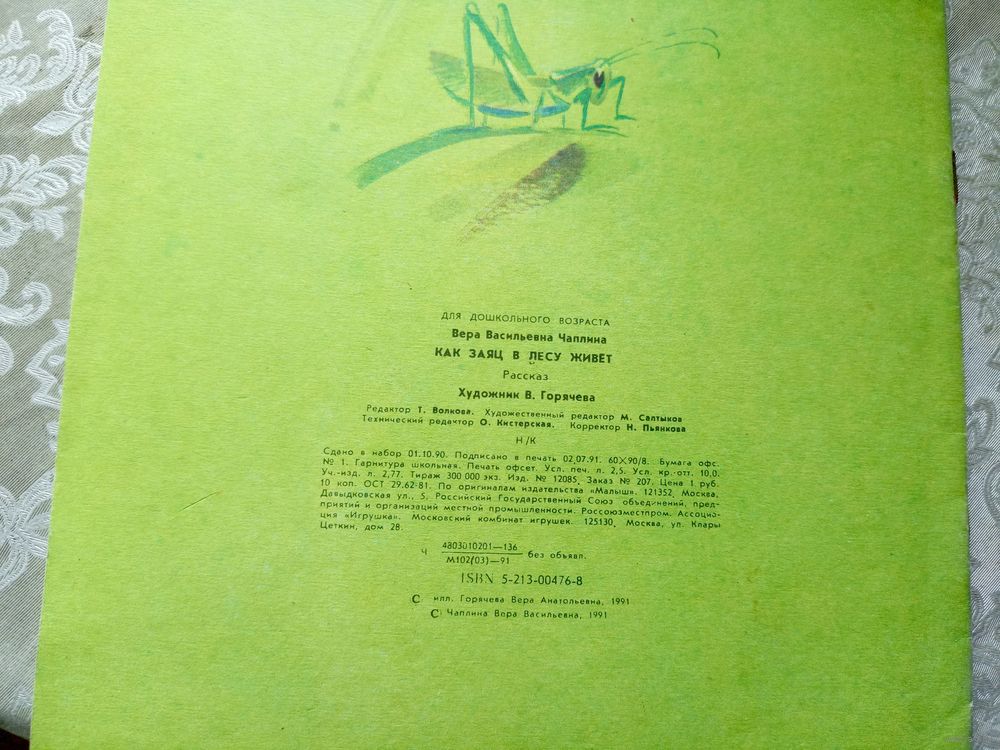 ДЛЯ ДОШКОЛЬНОГО ВОЗРАСТА
Вера Васильевна Чаплина
КАК ЗАЯЦ В ЛЕСУ ЖИВЕТ
Рассказ
Художник В. Горячева
Редактор Т. Волкова. Художественный редактор М. Салтыков
Технический редактор О. Кистерская. Корректор Н. Пьянкова
Н/К
Сдано в набор 01.10.90. Подписано в печать 02.07.91. 60×90/8. Бумага офс.
№ 1. Гарнитура школьная. Печать офсет. Усл. печ. л. 2,5. Усл. кр.-отт. 10,0.
Уч.-изд. л. 2,77. Тираж 300 000 экз. Изд. № 12085. Заказ № 207. Цена 1 руб.
10 коп. ОСТ 29.62-81. По оригиналам издательства «Малыш». 121352, Москва,
Давыдковская ул., 5. Российский Государственный Союз объединений, пред-
приятий и организаций местной промышленности. Россоюзместпром. Ассоциа-
ция «Игрушка». Московский комбинат игрушек. 125130, Москва, ул. Клары
Цеткин, дом 28.
Ч 4803010201—136 без объявл.
М102(03)—91
ISBN 5-213-00476-8
С илл. Горячева Вера Анатольевна, 1991
С Чаплина Вера Васильевна, 1991